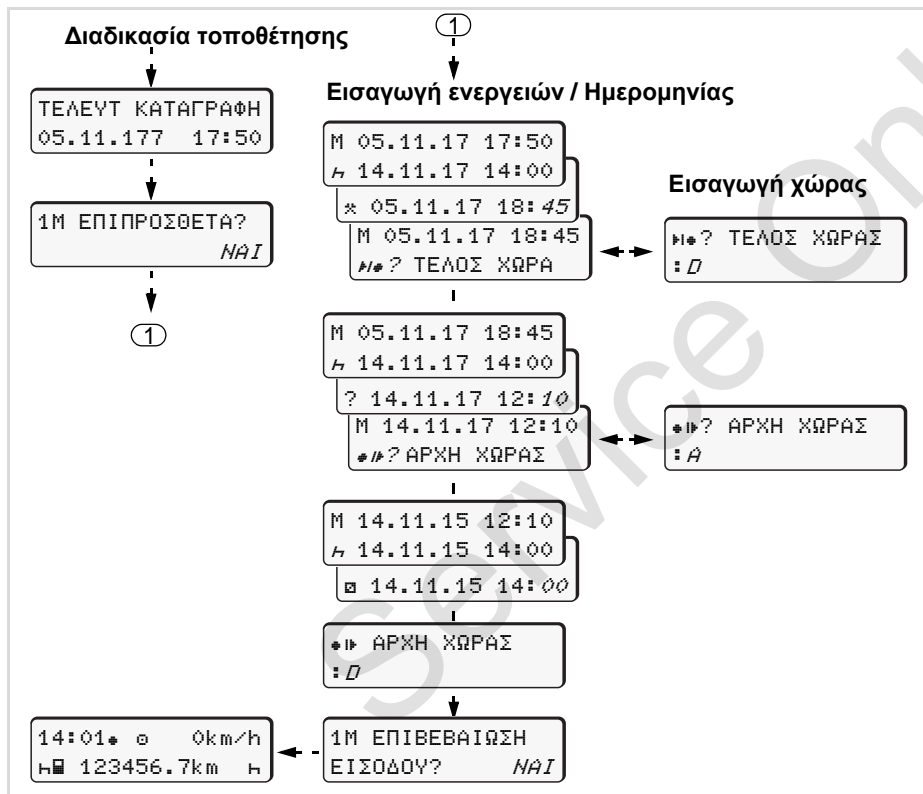 Διαδικασία τοποθέτησης
ΤΕΛΕΥΤ ΚΑΤΑΓΡΑΦΗ
05.11.177 17:50
1M ΕΠΙΠΡΟΣΘΕΤΑ?
ΝΑΙ
1
1
Εισαγωγή ενεργειών / Ημερομηνίας
M 05.11.17 17:50
14.11.17 14:00
05.11.17 18:45
M 05.11.17 18:45
? ΤΕΛΟΣ ΧΩΡΑ
Εισαγωγή χώρας
? ΤΕΛΟΣ ΧΩΡΑΣ
:D
M 05.11.17 18:45
14.11.17 14:00
? 14.11.17 12:10
M 14.11.17 12:10
? ΑΡΧΗ ΧΩΡΑΣ
? ΑΡΧΗ ΧΩΡΑΣ
:A
M 14.11.15 12:10
14.11.15 14:00
14.11.15 14:00
ΑΡΧΗ ΧΩΡΑΣ
:D
1M ΕΠΙΒΕΒΑΙΩΣΗ
ΕΙΣΟΔΟΥ? ΝΑΙ
14:01 0km/h
123456.7km